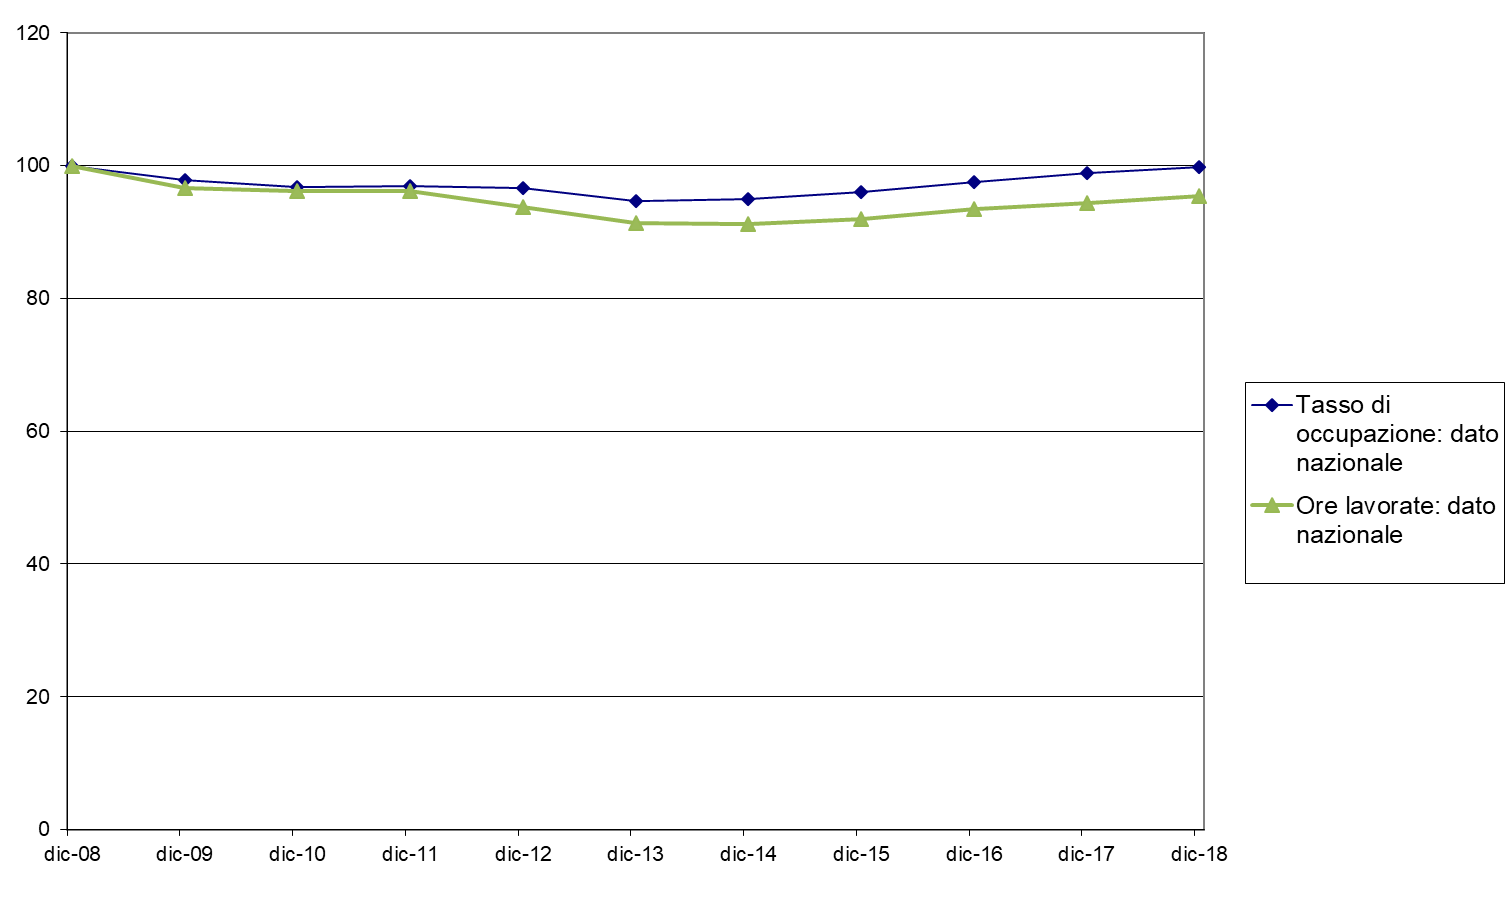 120
100
80
60
40
20
0
dic-08 dic-09 dic-10 dic-11 dic-12 dic-13 dic-14 dic-15 dic-16 dic-17 dic-18
Tasso di
occupazione: dato
nazionale
Ore lavorate: dato
nazionale